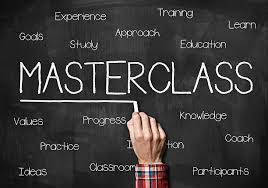 Experience Training
Goals Approach Learn
Study Education
MASTERCLASS
Values Progress Knowledge
Practice Coach
Ideas Classroom Participants